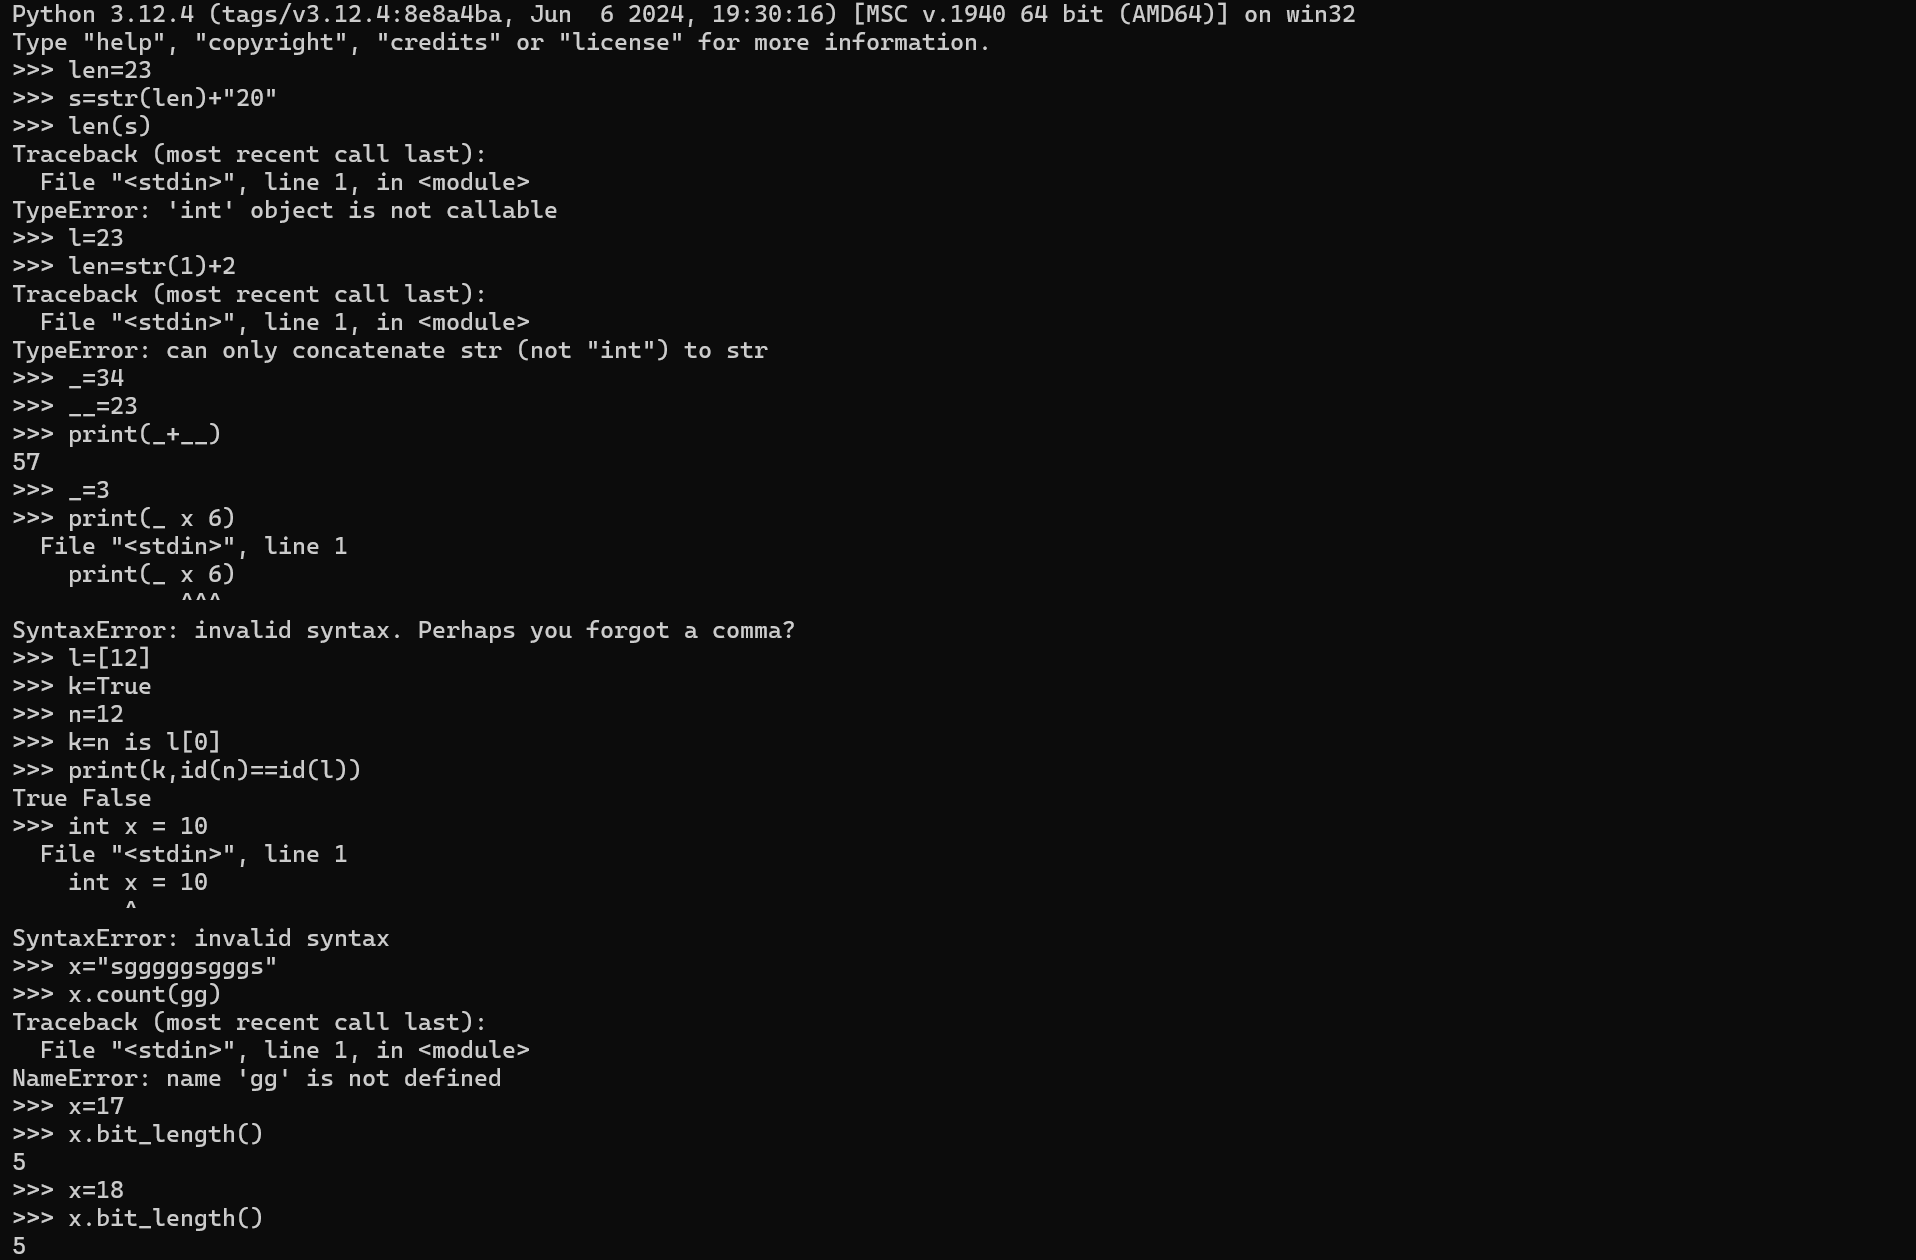 Python 3.12.4 (tags/v3.12.4:8e8a4ba, Jun  6 2024, 19:30:16) [MSC v.1940 64 bit (AMD64)] on win32
Type "help", "copyright", "credits" or "license" for more information.
>>> len=23
>>> s=str(len)+"20"
>>> len(s)
Traceback (most recent call last):
  File "<stdin>", line 1, in <module>
TypeError: 'int' object is not callable
>>> l=23
>>> len=str(1)+2
Traceback (most recent call last):
  File "<stdin>", line 1, in <module>
TypeError: can only concatenate str (not "int") to str
>>> _=34
>>> __=23
>>> print(_+__)
57
>>> _=3
>>> print(_ x 6)
  File "<stdin>", line 1
    print(_ x 6)
            ^^^
SyntaxError: invalid syntax. Perhaps you forgot a comma?
>>> l=[12]
>>> k=True
>>> n=12
>>> k=n is l[0]
>>> print(k,id(n)==id(l))
True False
>>> int x = 10
  File "<stdin>", line 1
    int x = 10
        ^
SyntaxError: invalid syntax
>>> x="sgggggsgggs"
>>> x.count(gg)
Traceback (most recent call last):
  File "<stdin>", line 1, in <module>
NameError: name 'gg' is not defined
>>> x=17
>>> x.bit_length()
5
>>> x=18
>>> x.bit_length()
5